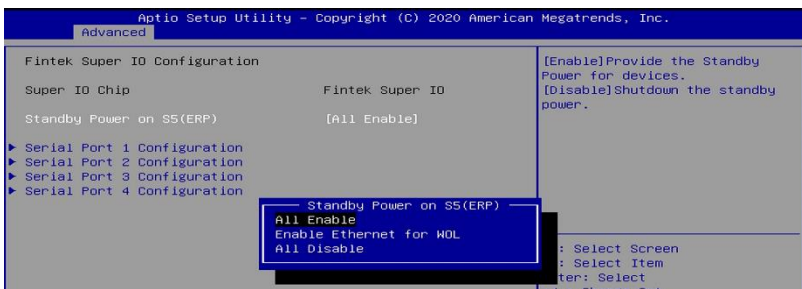 Aptio Setup Utility – Copyright (C) 2020 American Megatrends, Inc.
Advanced
Fintek Super IO Configuration
Super IO Chip Fintek Super IO
Standby Power on S5(ERP) [All Enable]
Serial Port 1 Configuration
Serial Port 2 Configuration
Serial Port 3 Configuration
Serial Port 4 Configuration
Standby Power on S5(ERP)
All Enable
Enable Ethernet for WOL
All Disable
[Enable]Provide the Standby
Power for devices.
[Disable]Shutdown the standby
power.
: Select Screen
: Select Item
ter: Select